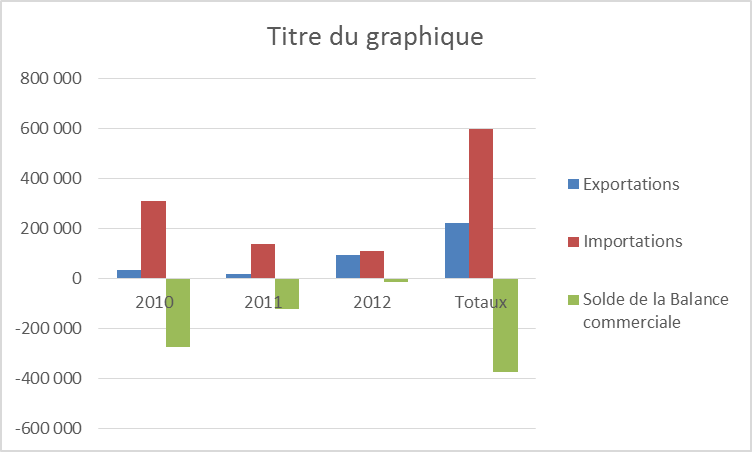 Titre du graphique
800 000
600 000
400 000
200 000
0
-200 000
-400 000
-600 000
2010 2011 2012 Totaux
Exportations
Importations
Solde de la Balance
commerciale